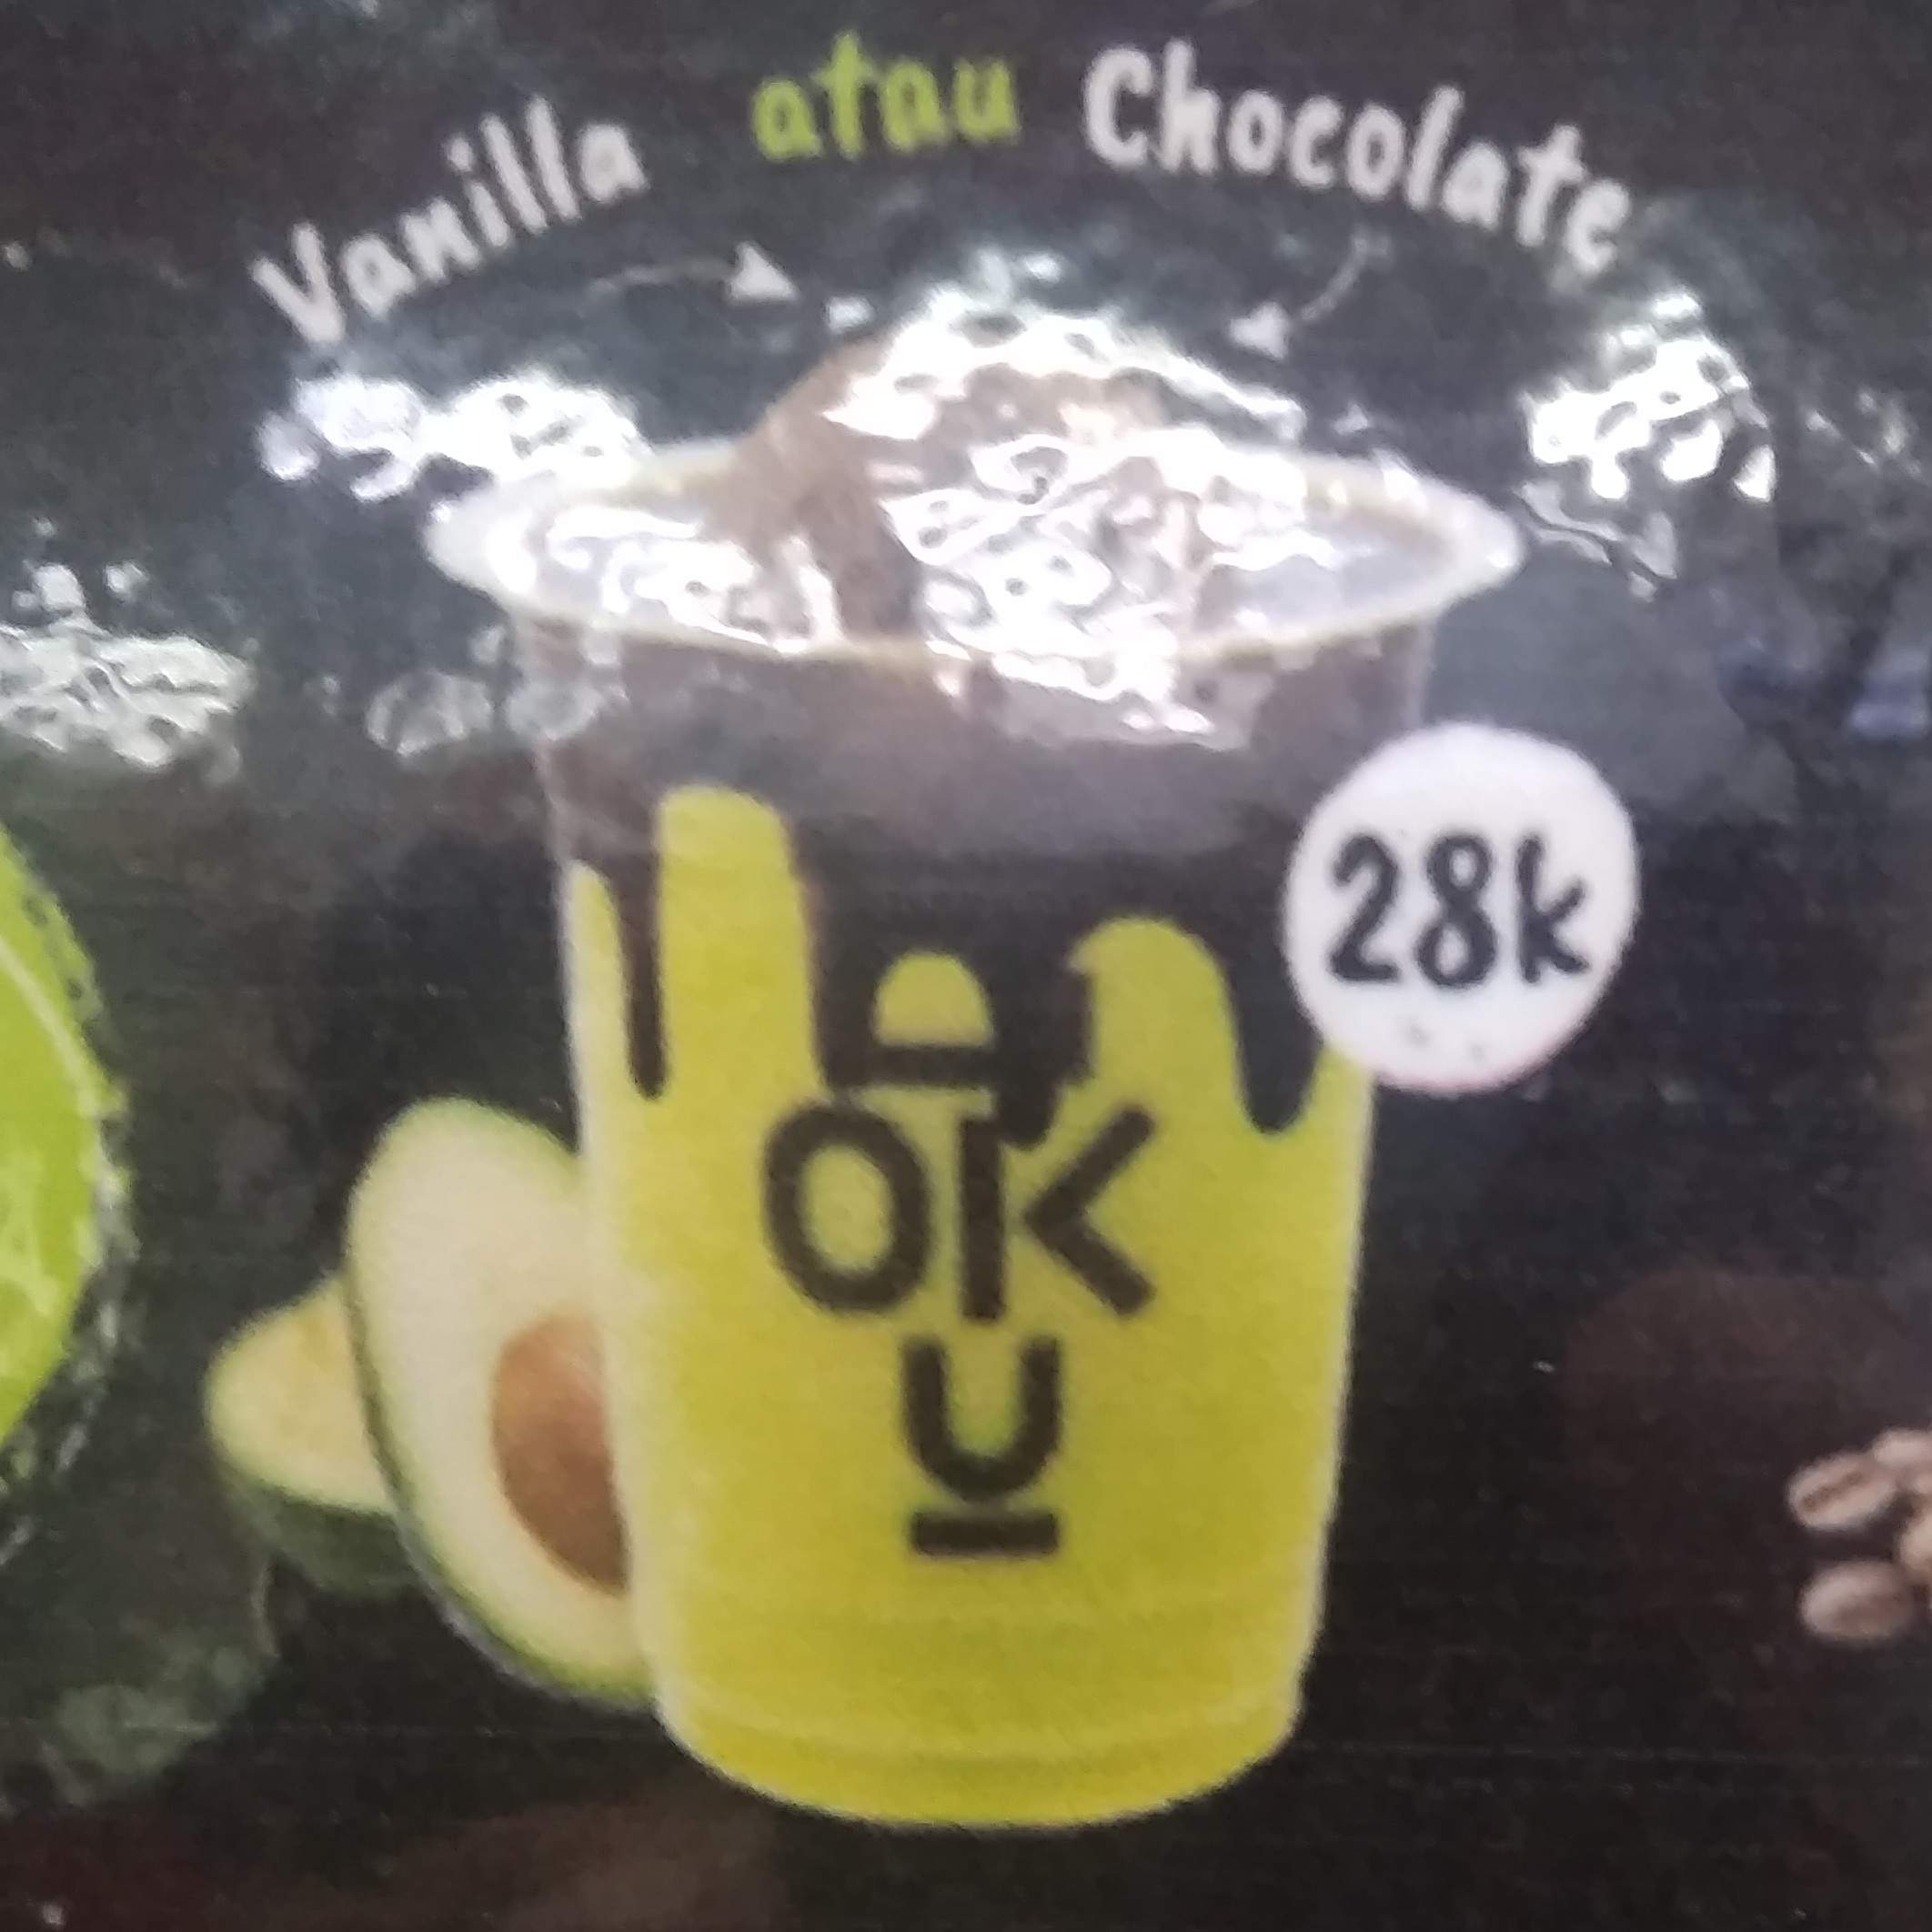 Vanilla atau Chocolate
28k
OK
U